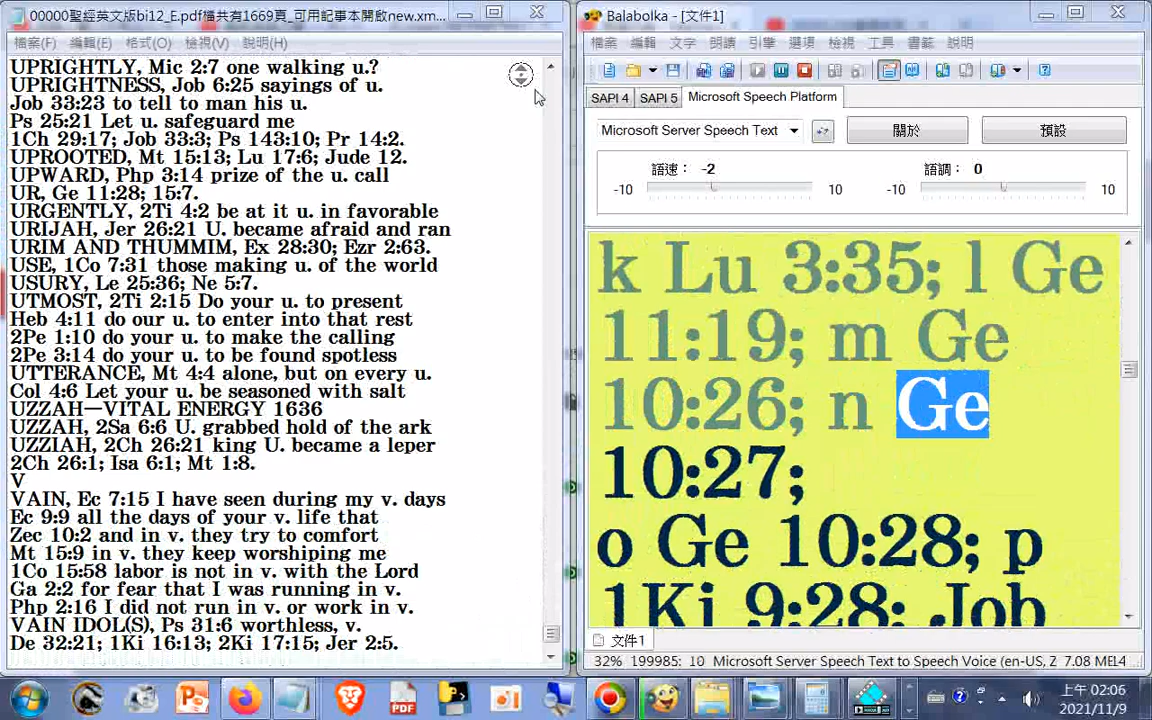 00000聖經英文版bi12_E.pdf檔共有1669頁_可用記事本開啟new.xm...
檔案(F) 編輯(E) 格式(O) 檢視(V) 說明(H)
UPRIGHTLY, Mic 2:7 one walking u.?
UPRIGHTNESS, Job 6:25 sayings of u.
Job 33:23 to tell to man his u.
Ps 25:21 Let u. safeguard me
1Ch 29:17; Job 33:3; Ps 143:10; Pr 14:2.
UPROOTED, Mt 15:13; Lu 17:6; Jude 12.
UPWARD, Php 3:14 prize of the u. call
UR, Ge 11:28; 15:7.
URGENTLY, 2Ti 4:2 be at it u. in favorable
URIJAH, Jer 26:21 U. became afraid and ran
URIM AND THUMMIM, Ex 28:30; Ezr 2:63.
USE, 1Co 7:31 those making u. of the world
USURY, Le 25:36; Ne 5:7.
UTMOST, 2Ti 2:15 Do your u. to present
Heb 4:11 do our u. to enter into that rest
2Pe 1:10 do your u. to make the calling
2Pe 3:14 do your u. to be found spotless
UTTERANCE, Mt 4:4 alone, but on every u.
Col 4:6 Let your u. be seasoned with salt
UZZAH—VITAL ENERGY 1636
UZZAH, 2Sa 6:6 U. grabbed hold of the ark
UZZIAH, 2Ch 26:21 king U. became a leper
2Ch 26:1; Isa 6:1; Mt 1:8.
V
VAIN, Ec 7:15 I have seen during my v. days
Ec 9:9 all the days of your v. life that
Zec 10:2 and in v. they try to comfort
Mt 15:9 in v. they keep worshiping me
1Co 15:58 labor is not in v. with the Lord
Ga 2:2 for fear that I was running in v.
Php 2:16 I did not run in v. or work in v.
VAIN IDOL(S), Ps 31:6 worthless, v.
De 32:21; 1Ki 16:13; 2Ki 17:15; Jer 2:5.
Balabolka - [文件1]
檔案 編輯 文字 朗讀 引擎 選項 檢視 工具 書籤 說明
SAPI 4 SAPI 5 Microsoft Speech Platform
Microsoft Server Speech Text 關於 預設
語速: -2 語調: 0
-10 10 -10 10
k Lu 3:35; l Ge
11:19; m Ge
10:26; n Ge
10:27;
o Ge 10:28; p
1Ki 9:28; Job
文件1
32% 199985: 10 Microsoft Server Speech Text to Speech Voice (en-US, Z 7.08 ME
上午 02:06
2021/11/9